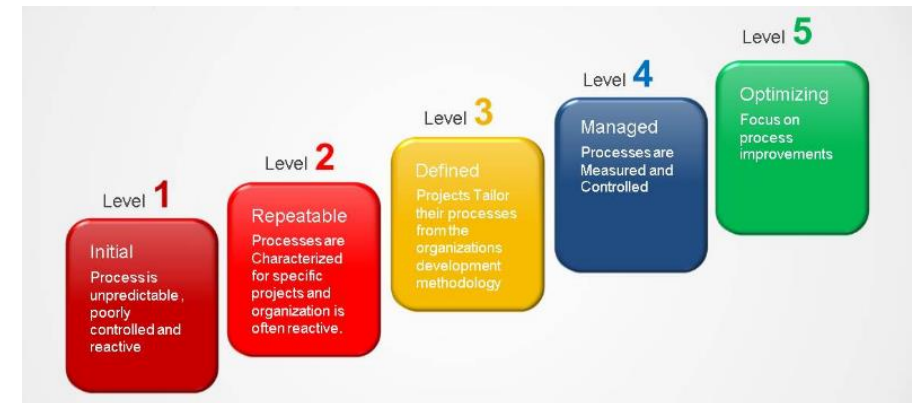 Level 1
Initial
Process is
unpredictable ,
poorly
controlled and
reactive
Level 2
Repeatable
Processes are
Characterized
for specific
projects and
organization is
often reactive.
Level 3
Defined
Projects Tailor
their processes
from the
organizations
development
methodology
Level 4
Managed
Processes are
Measured and
Controlled
Level 5
Optimizing
Focus on
process
improvements